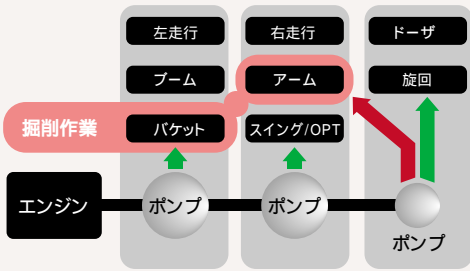 左走行
右走行
ドーザ
ブーム
アーム
旋回
掘削作業
バケット
スイング/OPT
エンジン
ポンプ
ポンプ
ポンプ